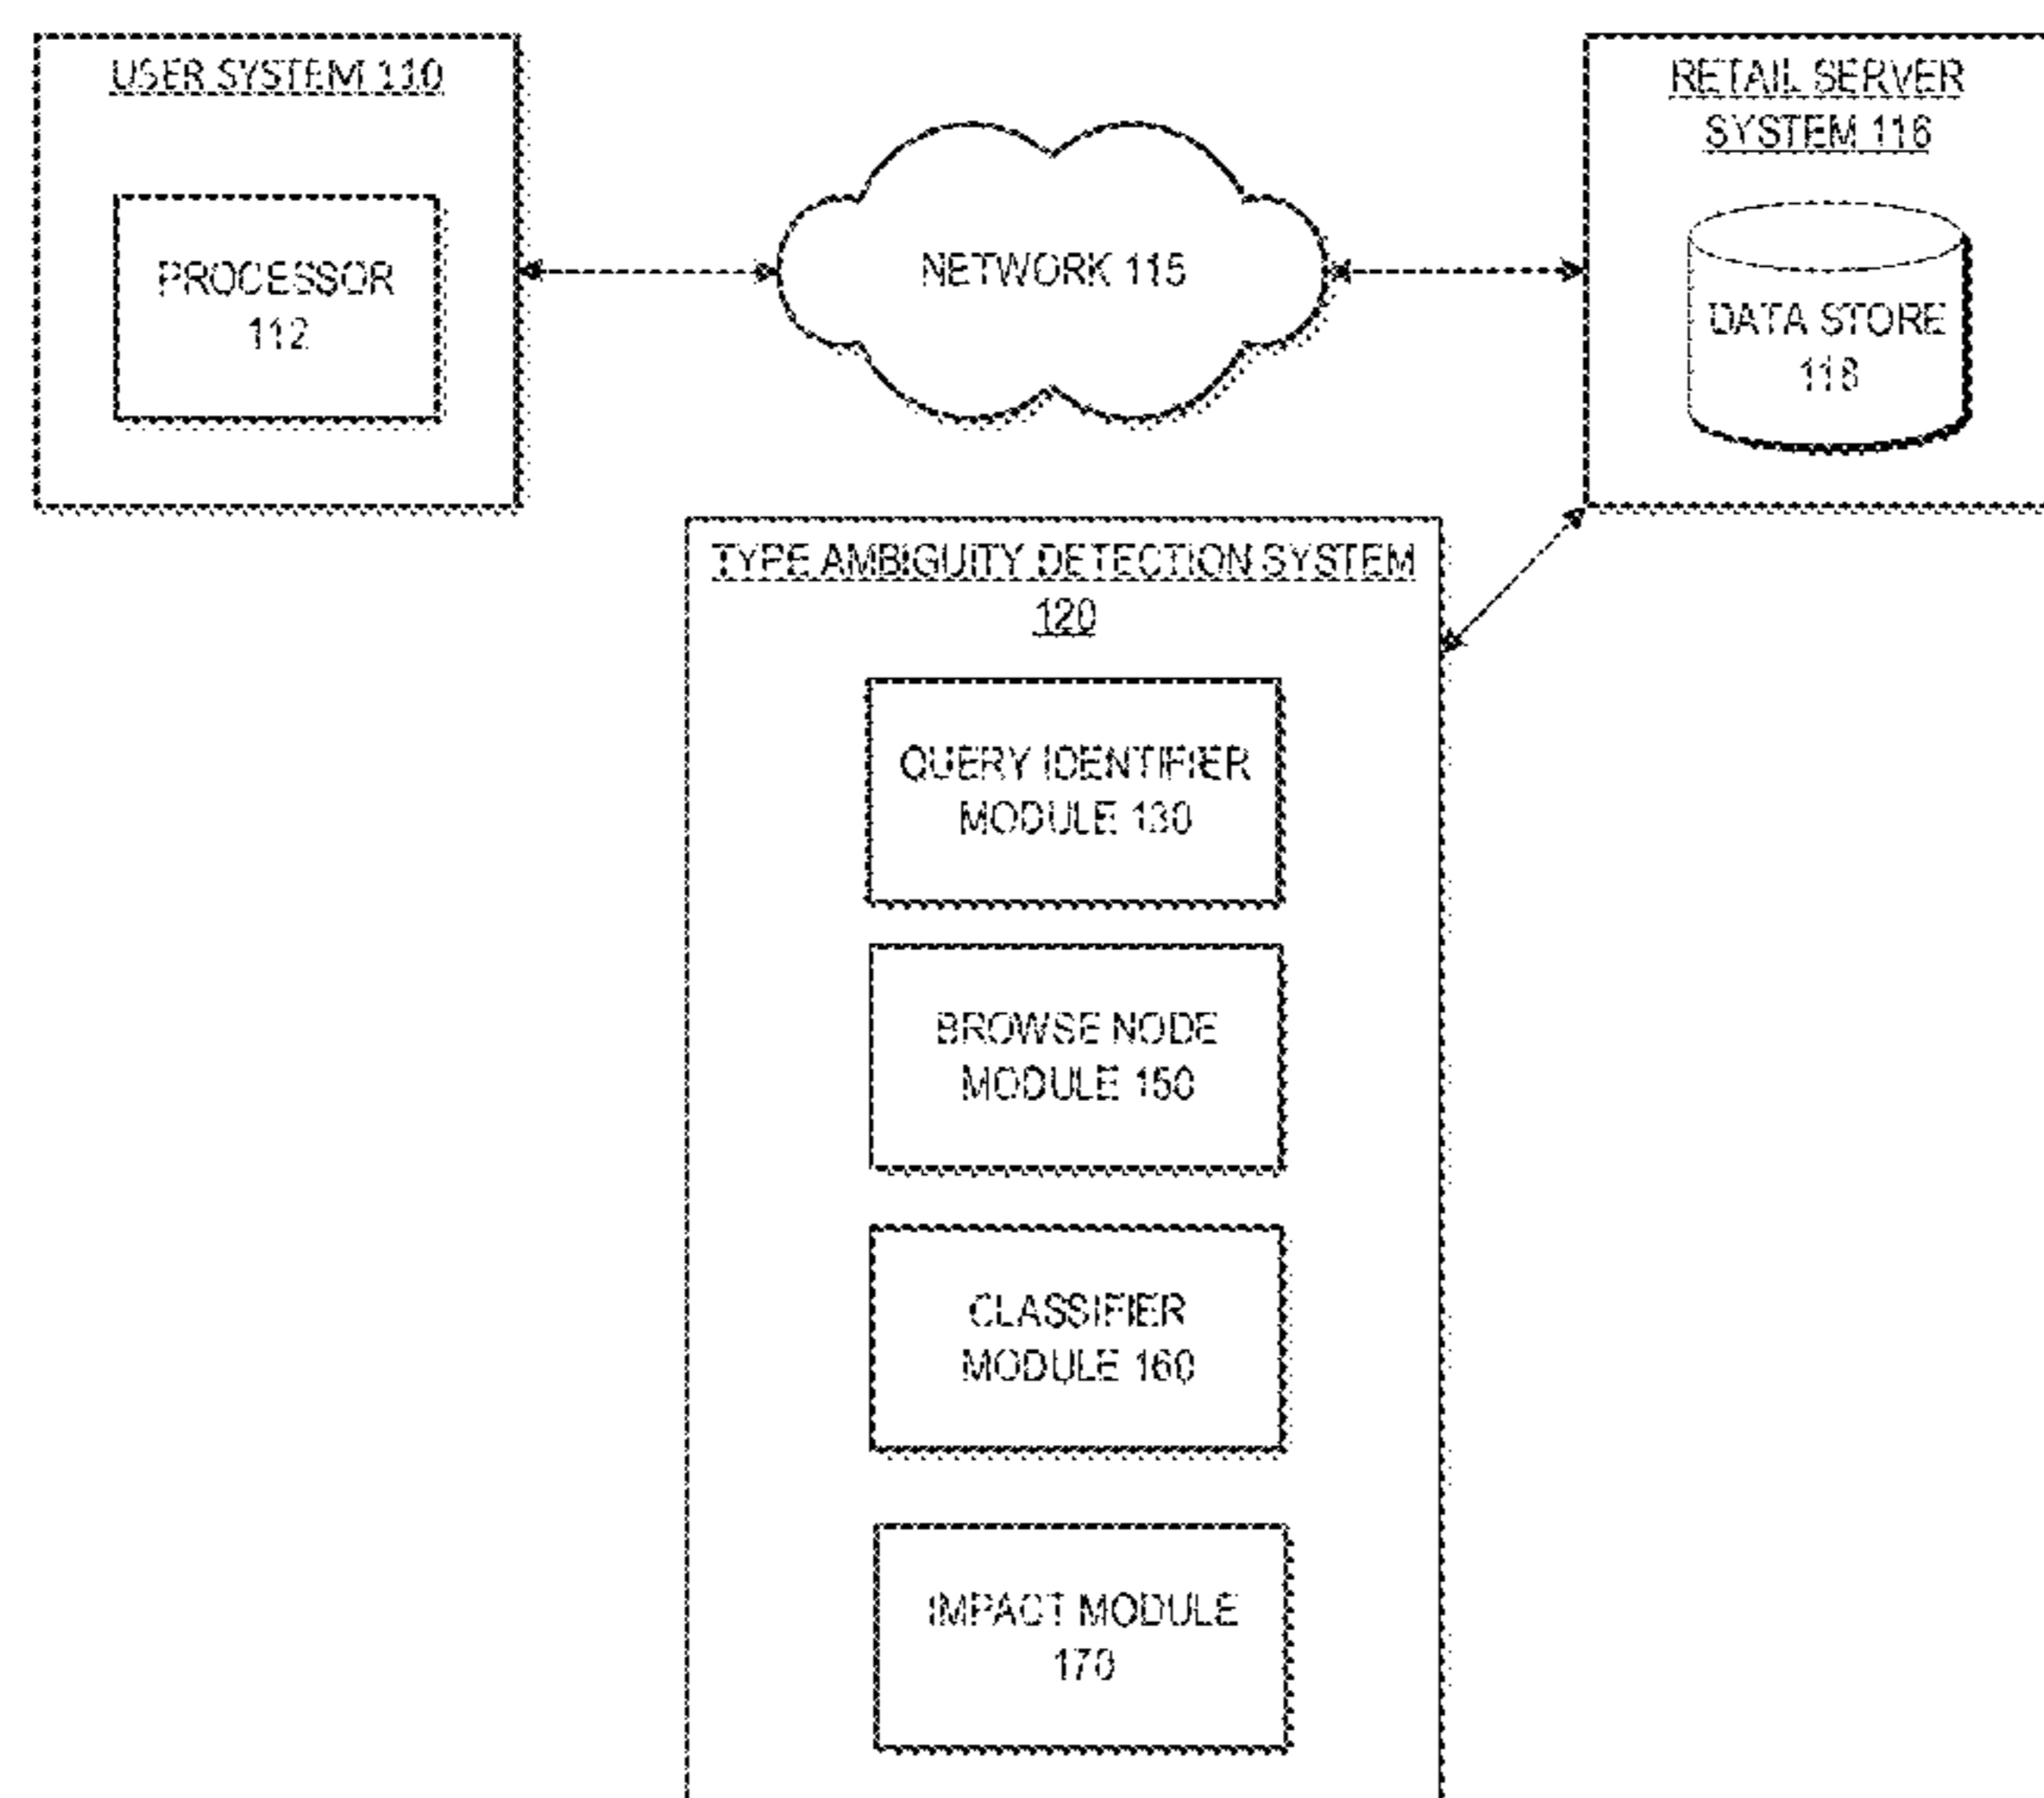 USER SYSTEM 110
PROCESSOR
112
NETWORK 115
RETAIL SERVER
SYSTEM 116
DATA STORE
118
TYPE AMBIGUITY DETECTION SYSTEM
120
QUERY IDENTIFIER
MODULE 130
BROWSE NODE
MODULE 150
CLASSIFIER
MODULE 160
IMPACT MODULE
170